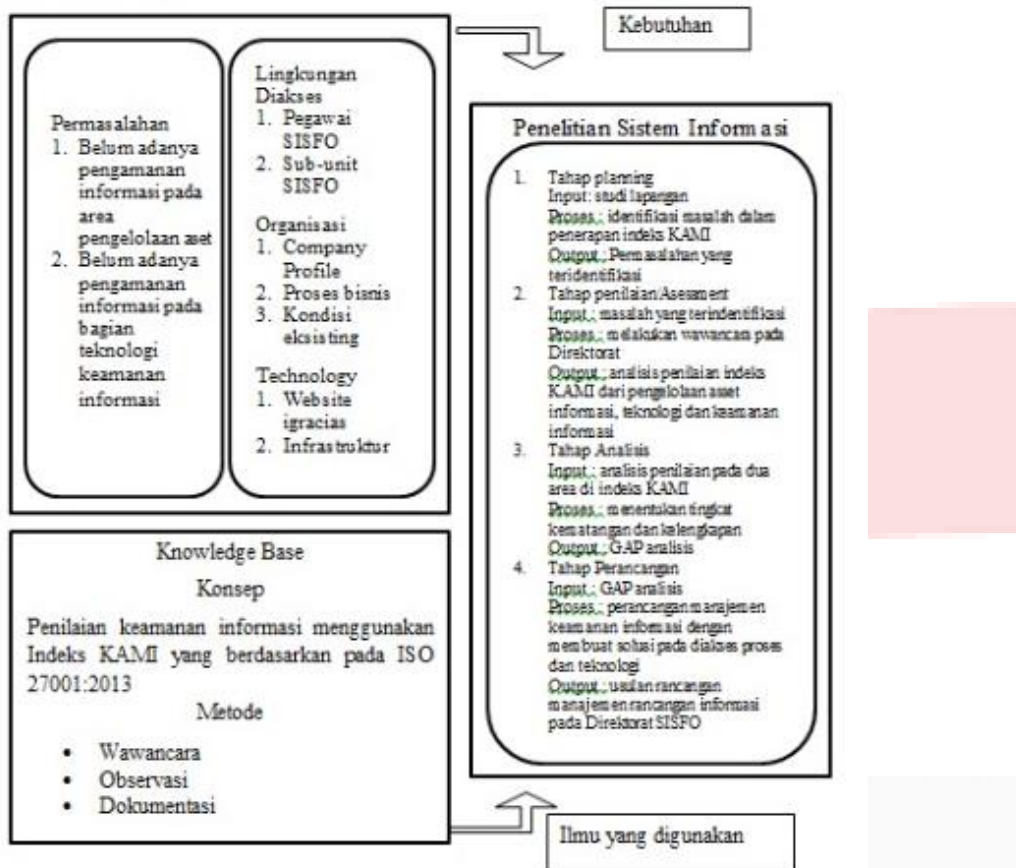 Kebutuhan
Permasalahan
1. Belum adanya
pengamanan
informasi pada
area
pengelolaan aset
2. Belum adanya
pengamanan
informasi pada
bagian
teknologi
keamanan
informasi
Lingkungan
Diakses
1. Pegawai
SISFO
2. Sub-unit
SISFO
Organisasi
1. Company
Profile
2. Proses bisnis
3. Kondisi
eksisting
Technology
1. Website
igracias
2. Infrastruktur
Penelitian Sistem Informasi
1. Tahap planning
Input: studi lapangan
Proses : identifikasi masalah dalam
penerapan indeks KAMI
Output : Permasalahan yang
teridentifikasi
2. Tahap penilaian/Asesment
Input : masalah yang terindentifikasi
Proses : melakukan wawancara pada
Direktorat
Output : analisis penilaian indeks
KAMI dari pengelolaan asset
informasi, teknologi dan keamanan
informasi
3. Tahap Analisis
Input : analisis penilaian pada dua
area di indeks KAMI
Proses : menentukan tingkat
kematangan dan kelengkapan
Output : GAP analisis
4. Tahap Perancangan
Input : GAP analisis
Proses : perancangan manajemen
keamanan informasi dengan
membuat solusi pada diakses proses
dan teknologi
Output : usulan rancangan
manajemen rancangan informasi
pada Direktorat SISFO
Knowledge Base
Konsep
Penilaian keamanan informasi menggunakan
Indeks KAMI yang berdasarkan pada ISO
27001:2013
Metode
• Wawancara
• Observasi
• Dokumentasi
Ilmu yang digunakan